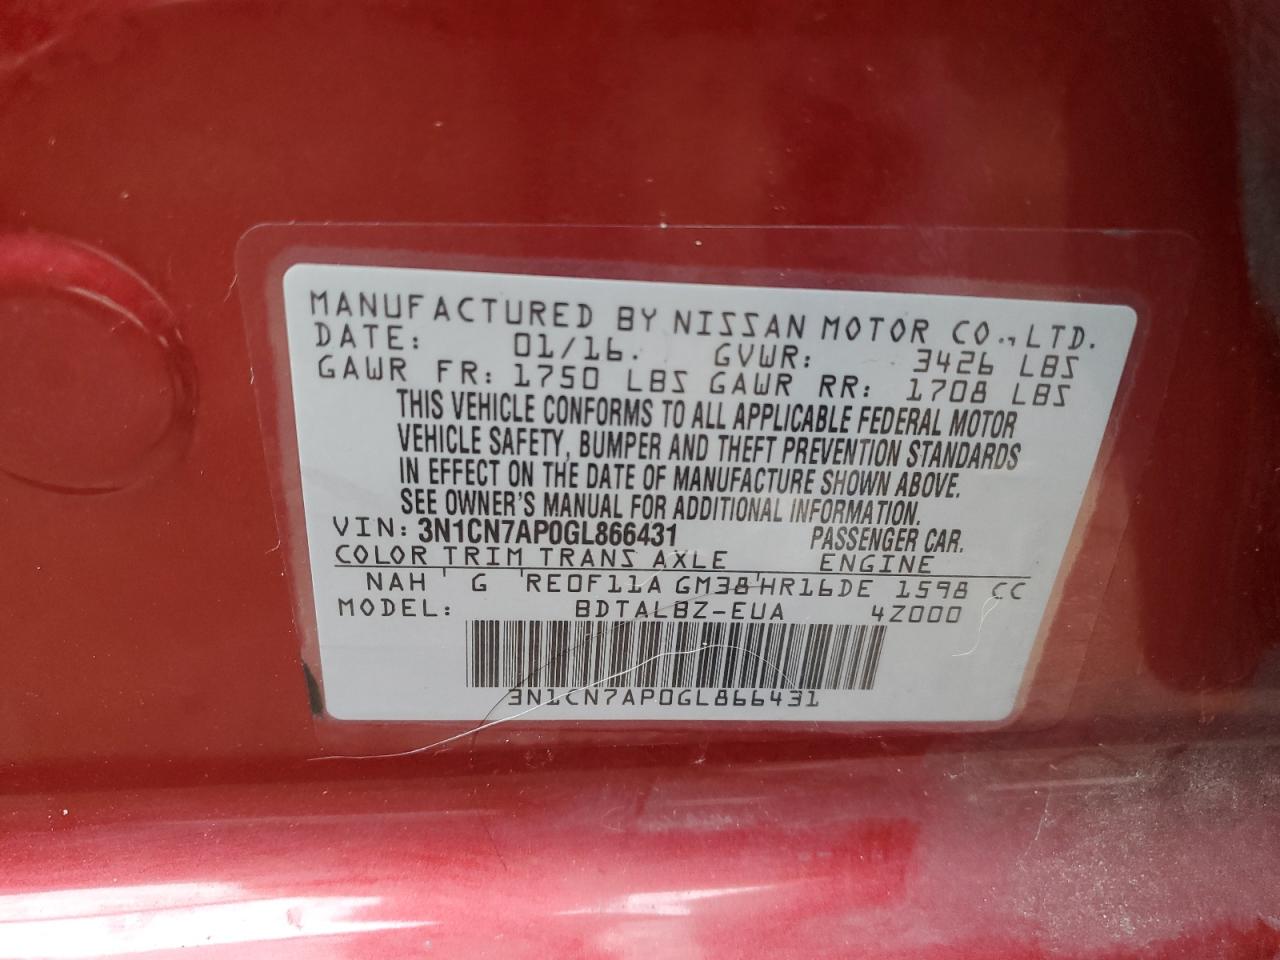 MANUFACTURED BY NISSAN MOTOR CO., LTD.
DATE: 01/16. GVWR: 3426 LBS
GAWR FR: 1750 LBS GAWR RR: 1708 LBS
THIS VEHICLE CONFORMS TO ALL APPLICABLE FEDERAL MOTOR
VEHICLE SAFETY, BUMPER AND THEFT PREVENTION STANDARDS
IN EFFECT ON THE DATE OF MANUFACTURE SHOWN ABOVE.
SEE OWNER'S MANUAL FOR ADDITIONAL INFORMATION.
VIN: 3N1CN7AP0GL866431 PASSENGER CAR.
COLOR TRIM TRANS AXLE ENGINE
NAH G RE0F11A GM38 HR16DE 1598 CC
MODEL: BDTALBZ-EUA 4Z000
3N1CN7AP0GL866431